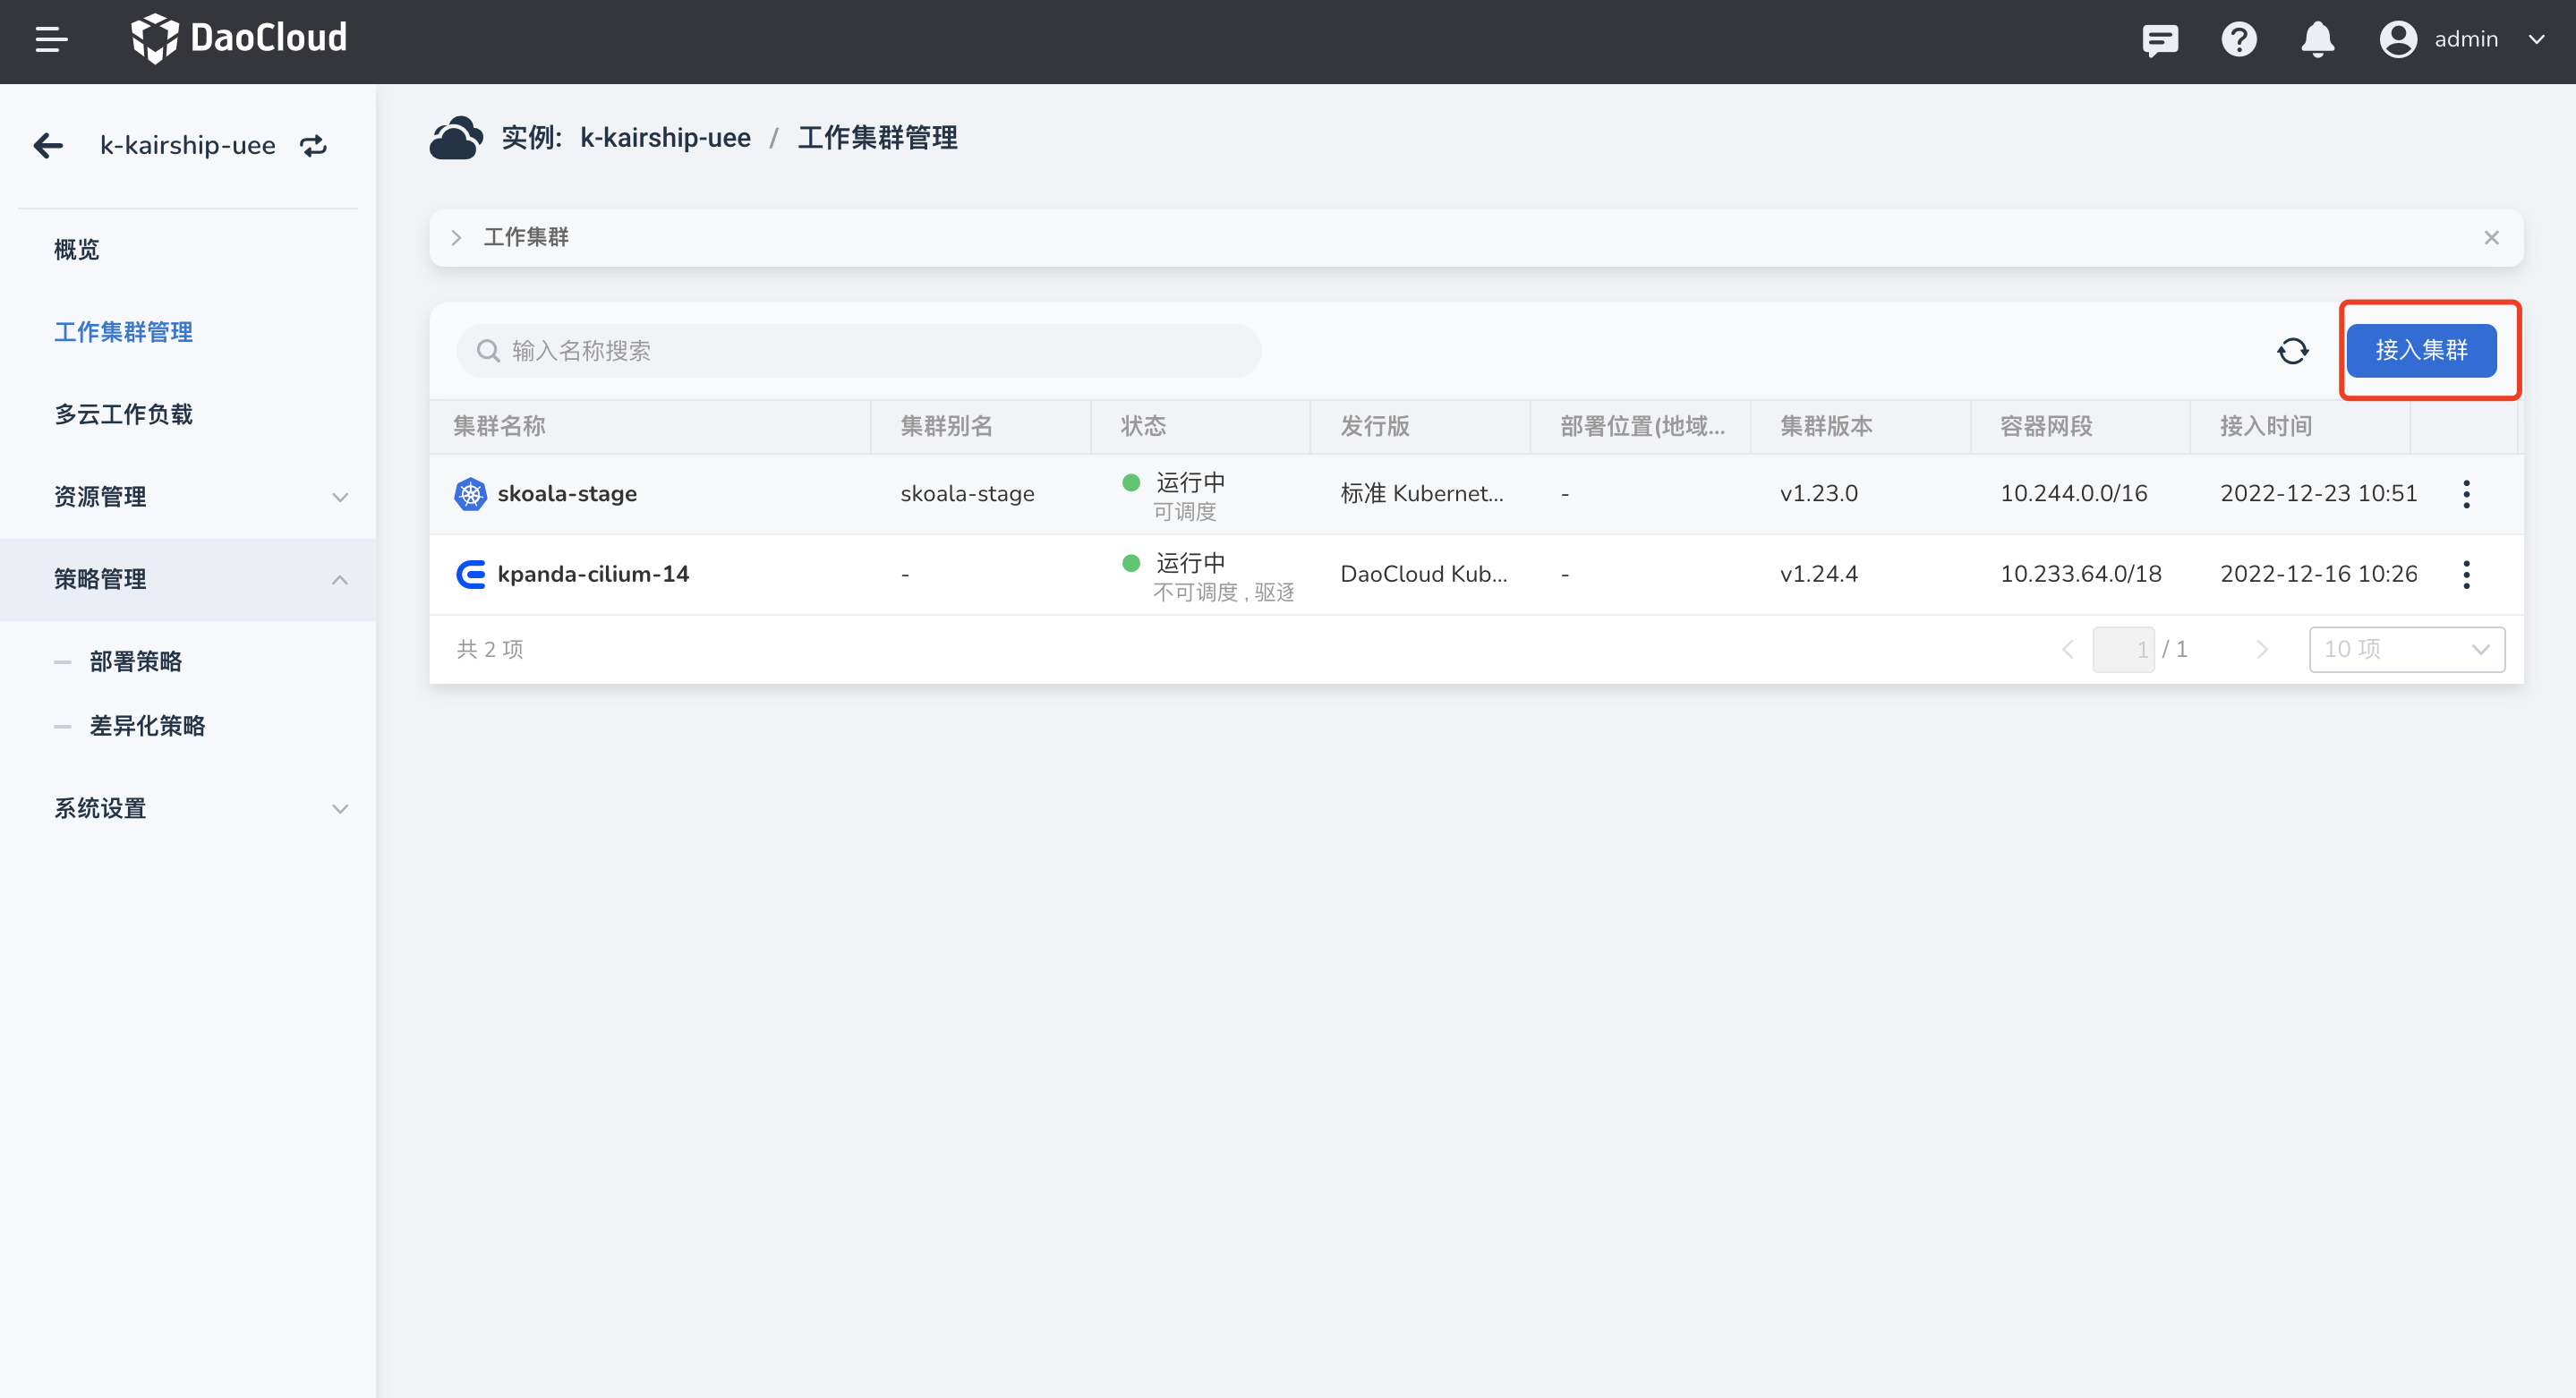 DaoCloud
admin
k-kairship-uee
概览
工作集群管理
多云工作负载
资源管理
策略管理
部署策略
差异化策略
系统设置
实例: k-kairship-uee / 工作集群管理
工作集群
输入名称搜索
接入集群
集群名称 集群别名 状态 发行版 部署位置(地域... 集群版本 容器网段 接入时间
skoala-stage skoala-stage 运行中 标准 Kubernet... - v1.23.0 10.244.0.0/16 2022-12-23 10:51
可调度
kpanda-cilium-14 - 运行中 DaoCloud Kub... - v1.24.4 10.233.64.0/18 2022-12-16 10:26
不可调度 , 驱逐
共 2 项
1 / 1
10 项